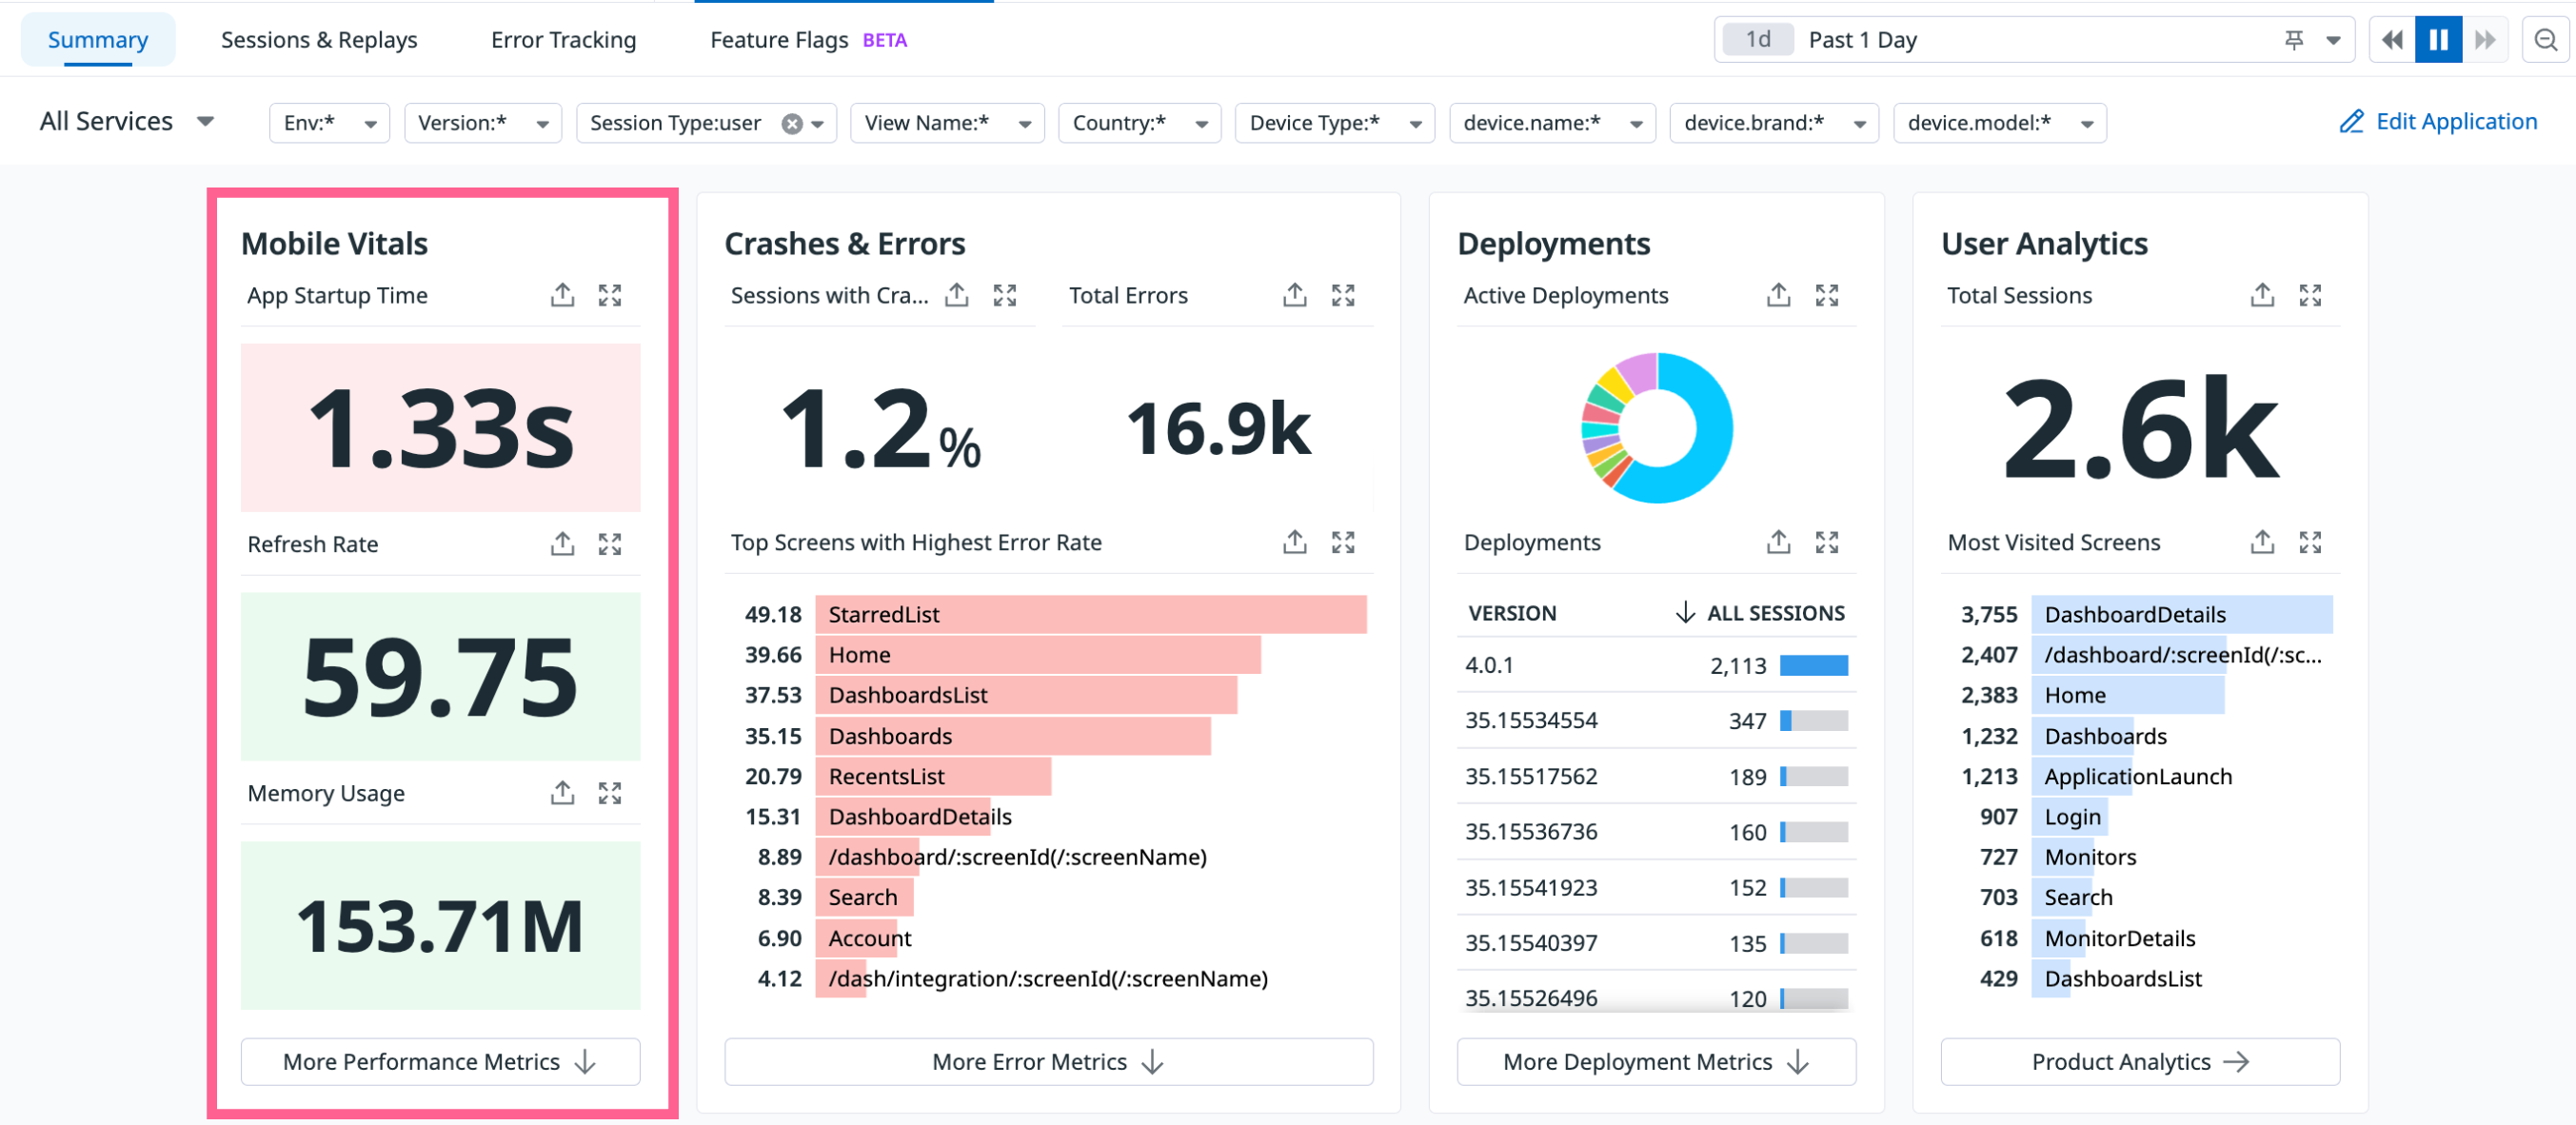 Summary
Sessions & Replays
Error Tracking
Feature Flags BETA
1d Past 1 Day
All Services
Env:*
Version:*
Session Type:user
View Name:*
Country:*
Device Type:*
device.name:*
device.brand:*
device.model:*
Edit Application
Mobile Vitals
App Startup Time
1.33s
Refresh Rate
59.75
Memory Usage
153.71M
More Performance Metrics
Crashes & Errors
Sessions with Cra...
1.2%
Total Errors
16.9k
Top Screens with Highest Error Rate
49.18 StarredList
39.66 Home
37.53 DashboardsList
35.15 Dashboards
20.79 RecentsList
15.31 DashboardDetails
8.89 /dashboard/:screenId(/:screenName)
8.39 Search
6.90 Account
4.12 /dash/integration/:screenId(/:screenName)
More Error Metrics
Deployments
Active Deployments
Deployments
VERSION ALL SESSIONS
4.0.1 2,113
35.15534554 347
35.15517562 189
35.15536736 160
35.15541923 152
35.15540397 135
35.15526496 120
More Deployment Metrics
User Analytics
Total Sessions
2.6k
Most Visited Screens
3,755 DashboardDetails
2,407 /dashboard/:screenId(/:sc...
2,383 Home
1,232 Dashboards
1,213 ApplicationLaunch
907 Login
727 Monitors
703 Search
618 MonitorDetails
429 DashboardsList
Product Analytics